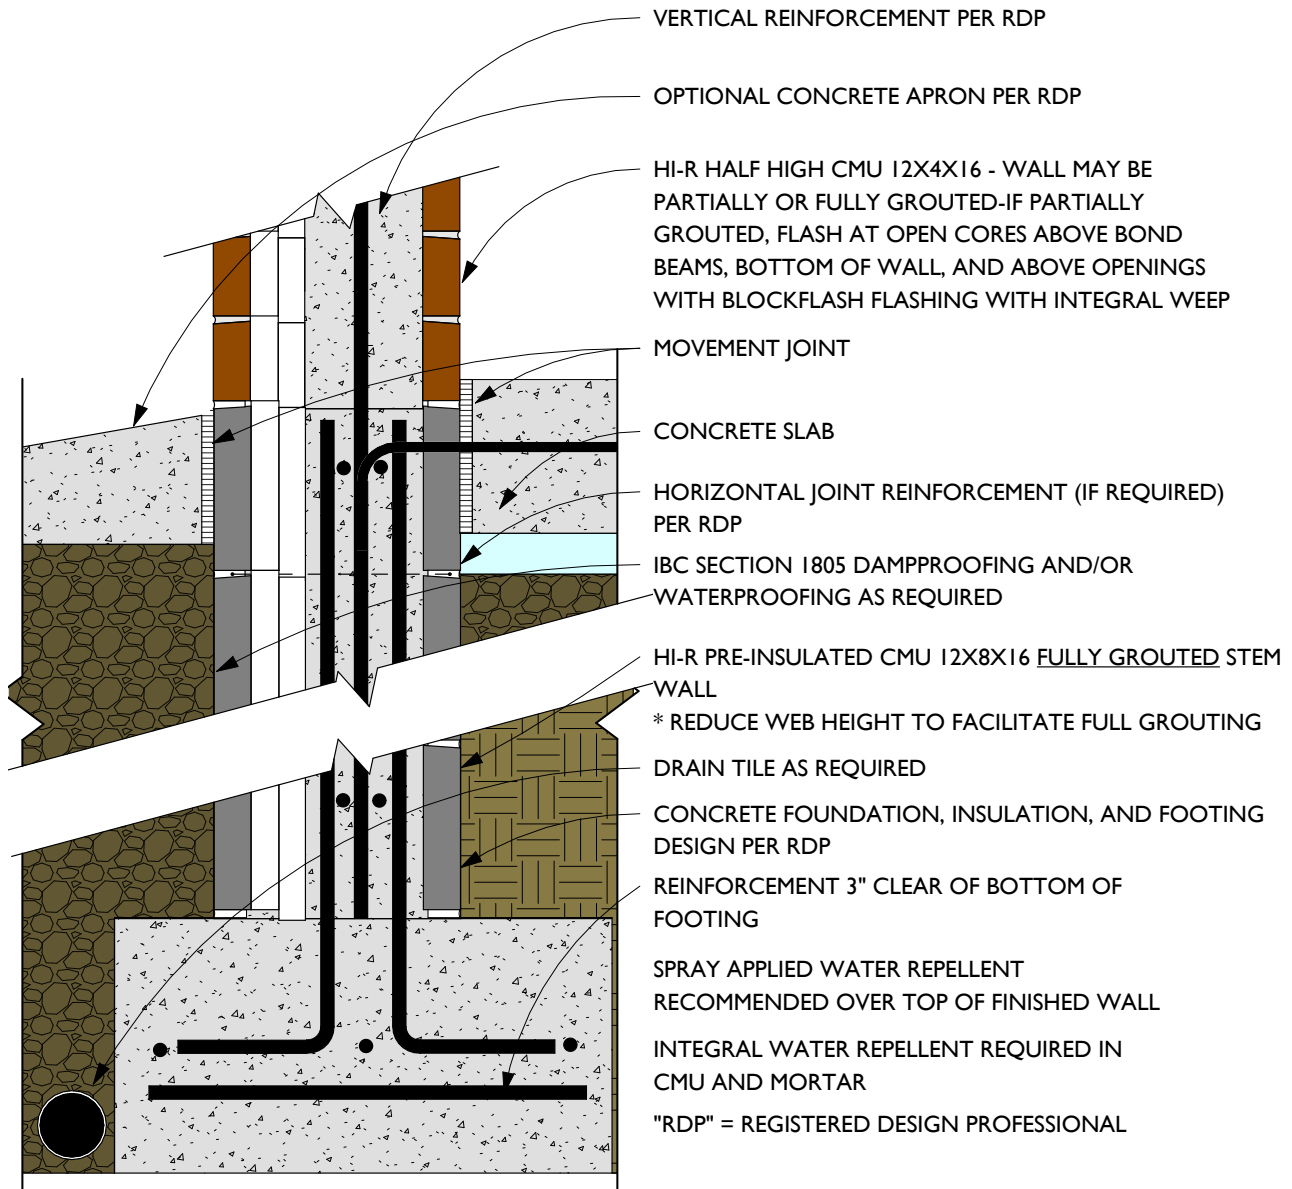 VERTICAL REINFORCEMENT PER RDP
OPTIONAL CONCRETE APRON PER RDP
HI-R HALF HIGH CMU 12X4X16 - WALL MAY BE
PARTIALLY OR FULLY GROUTED-IF PARTIALLY
GROUTED, FLASH AT OPEN CORES ABOVE BOND
BEAMS, BOTTOM OF WALL, AND ABOVE OPENINGS
WITH BLOCKFLASH FLASHING WITH INTEGRAL WEEP
MOVEMENT JOINT
CONCRETE SLAB
HORIZONTAL JOINT REINFORCEMENT (IF REQUIRED)
PER RDP
IBC SECTION 1805 DAMPPROOFING AND/OR
WATERPROOFING AS REQUIRED
HI-R PRE-INSULATED CMU 12X8X16 FULLY GROUTED STEM
WALL
* REDUCE WEB HEIGHT TO FACILITATE FULL GROUTING
DRAIN TILE AS REQUIRED
CONCRETE FOUNDATION, INSULATION, AND FOOTING
DESIGN PER RDP
REINFORCEMENT 3" CLEAR OF BOTTOM OF
FOOTING
SPRAY APPLIED WATER REPELLENT
RECOMMENDED OVER TOP OF FINISHED WALL
INTEGRAL WATER REPELLENT REQUIRED IN
CMU AND MORTAR
"RDP" = REGISTERED DESIGN PROFESSIONAL